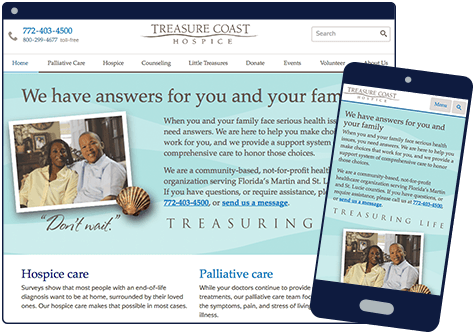 772-403-4500
800-299-4677 toll-free
TREASURE COAST
HOSPICE
Search
Home Palliative Care Hospice Counseling Little Treasures Donate Events Volunteer About Us
We have answers for you and your fam
When you and your family face serious health iss
need answers. We are here to help you make choi
work for you, and we provide a support system
comprehensive care to honor those choices.
We are a community-based, not-for-profit health
organization serving Florida's Martin and St. L
If you have questions, or require assistance, pl
772-403-4500, or send us a message.
"Don't wait."
TREASURING
Hospice care
Surveys show that most people with an end-of-life
diagnosis want to be at home, surrounded by their loved
ones. Our hospice care makes that possible in most cases.
Palliative care
While your doctors continue to provide
treatments, our palliative care team foc
the symptoms, pain, and stress of living
illness.
TREASURE COAST
HOSPICE
Menu
We have answers for you and
your family
When you and your family face serious
health issues, you need answers. We are here to help
you make choices that work for you, and we provide a
support system of comprehensive care to honor
those choices.
We are a community-based, not-for-profit
healthcare organization serving Florida's Martin
and St. Lucie counties. If you have questions, or
require assistance, please call us at 772-403-4500,
or send us a message.
TREASURING LIFE